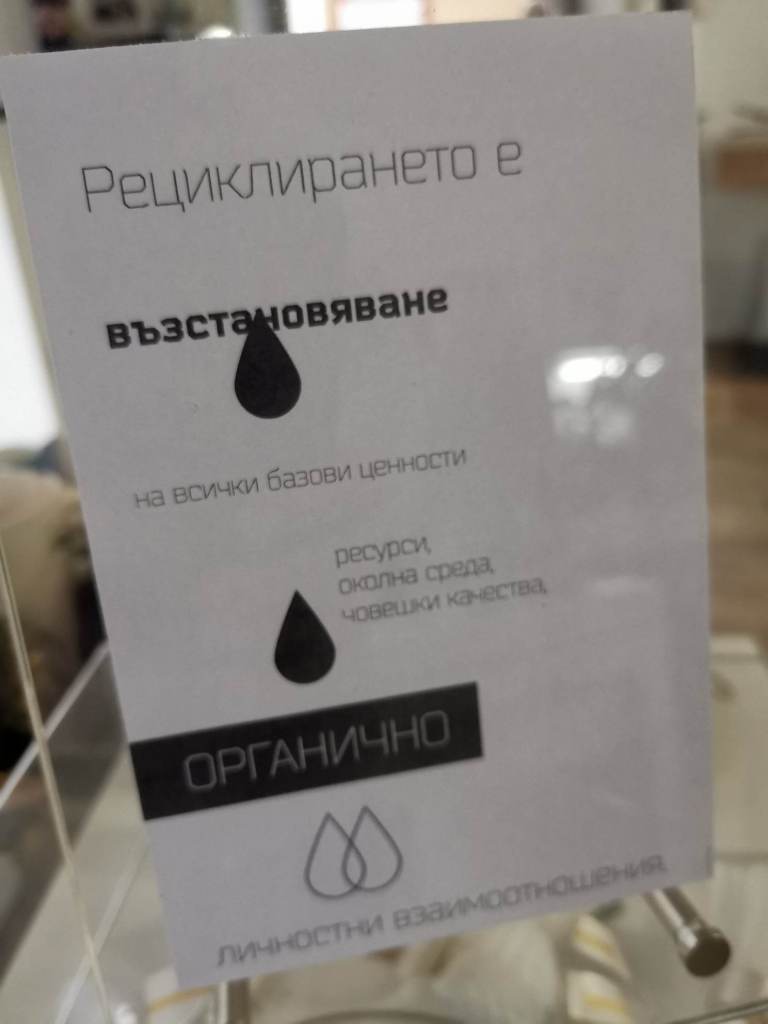 Рециклирането е
възстановяване
на всички базови ценности
ресурси,
околна среда,
човешки качества,
ОРГАНИЧНО
личностни взаимоотношения.